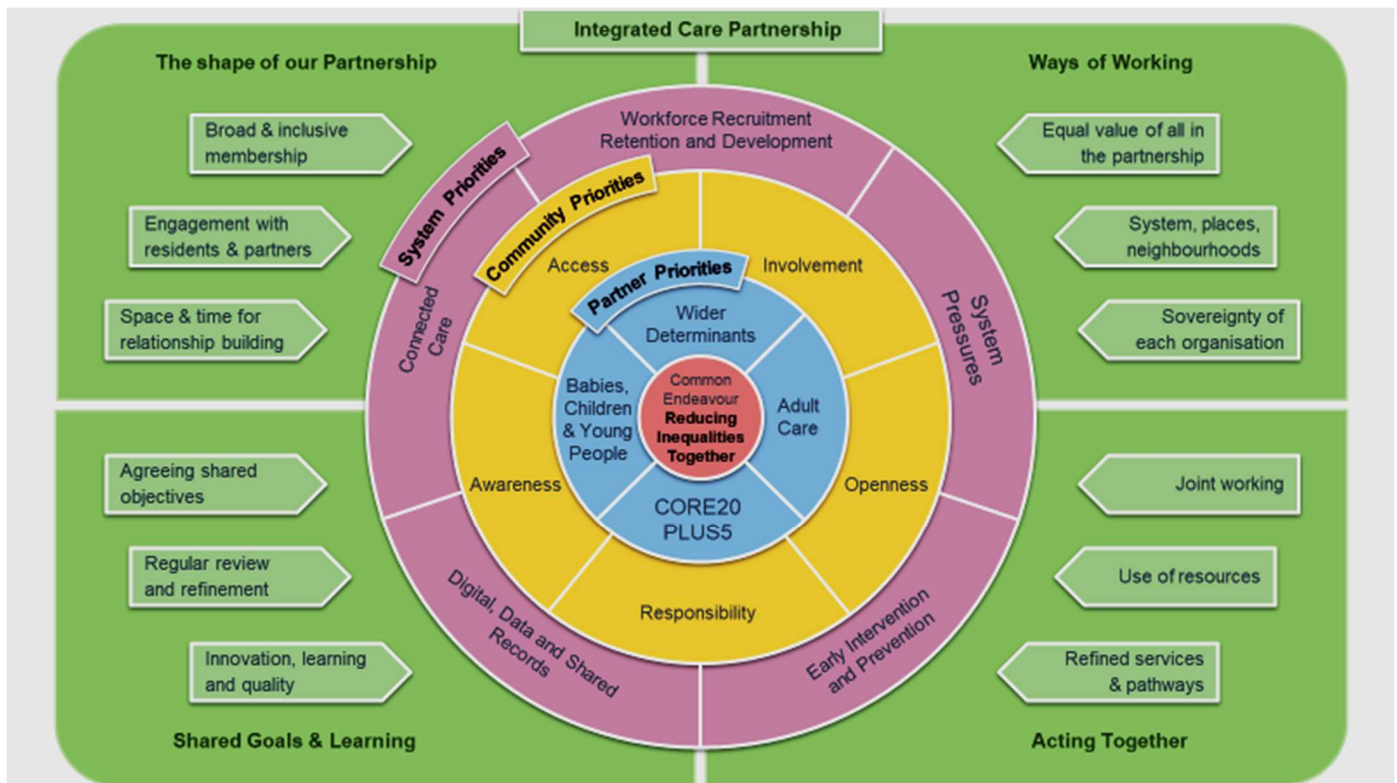 Integrated Care Partnership
The shape of our Partnership
Broad & inclusive
membership
Engagement with
residents & partners
Space & time for
relationship building
Ways of Working
Equal value of all in
the partnership
System, places,
neighbourhoods
Sovereignty of
each organisation
System Priorities
Workforce Recruitment
Retention and Development
System
Pressures
Early Intervention
and Prevention
Digital, Data and Shared
Records
Connected
Care
Community Priorities
Access
Involvement
Openness
Responsibility
Awareness
Partner Priorities
Wider
Determinants
Adult
Care
CORE20
PLUS5
Babies,
Children
& Young
People
Common
Endeavour
Reducing
Inequalities
Together
Agreeing shared
objectives
Regular review
and refinement
Innovation, learning
and quality
Shared Goals & Learning
Joint working
Use of resources
Refined services
& pathways
Acting Together